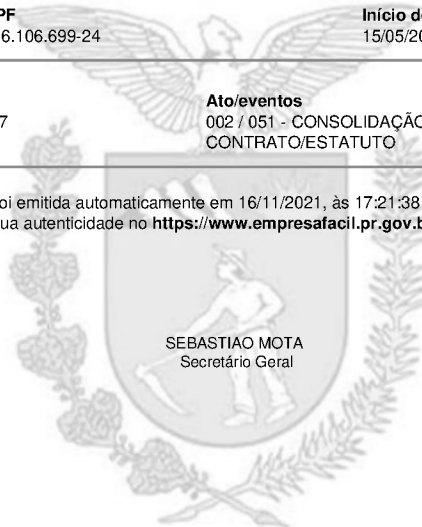 PF
6.106.699-24
Início d
15/05/20
7
Ato/eventos
002 / 051 - CONSOLIDAÇÃO
CONTRATO/ESTATUTO
oi emitida automaticamente em 16/11/2021, às 17:21:38
ua autenticidade no https://www.empresafacil.pr.gov.b
SEBASTIAO MOTA
Secretário Geral